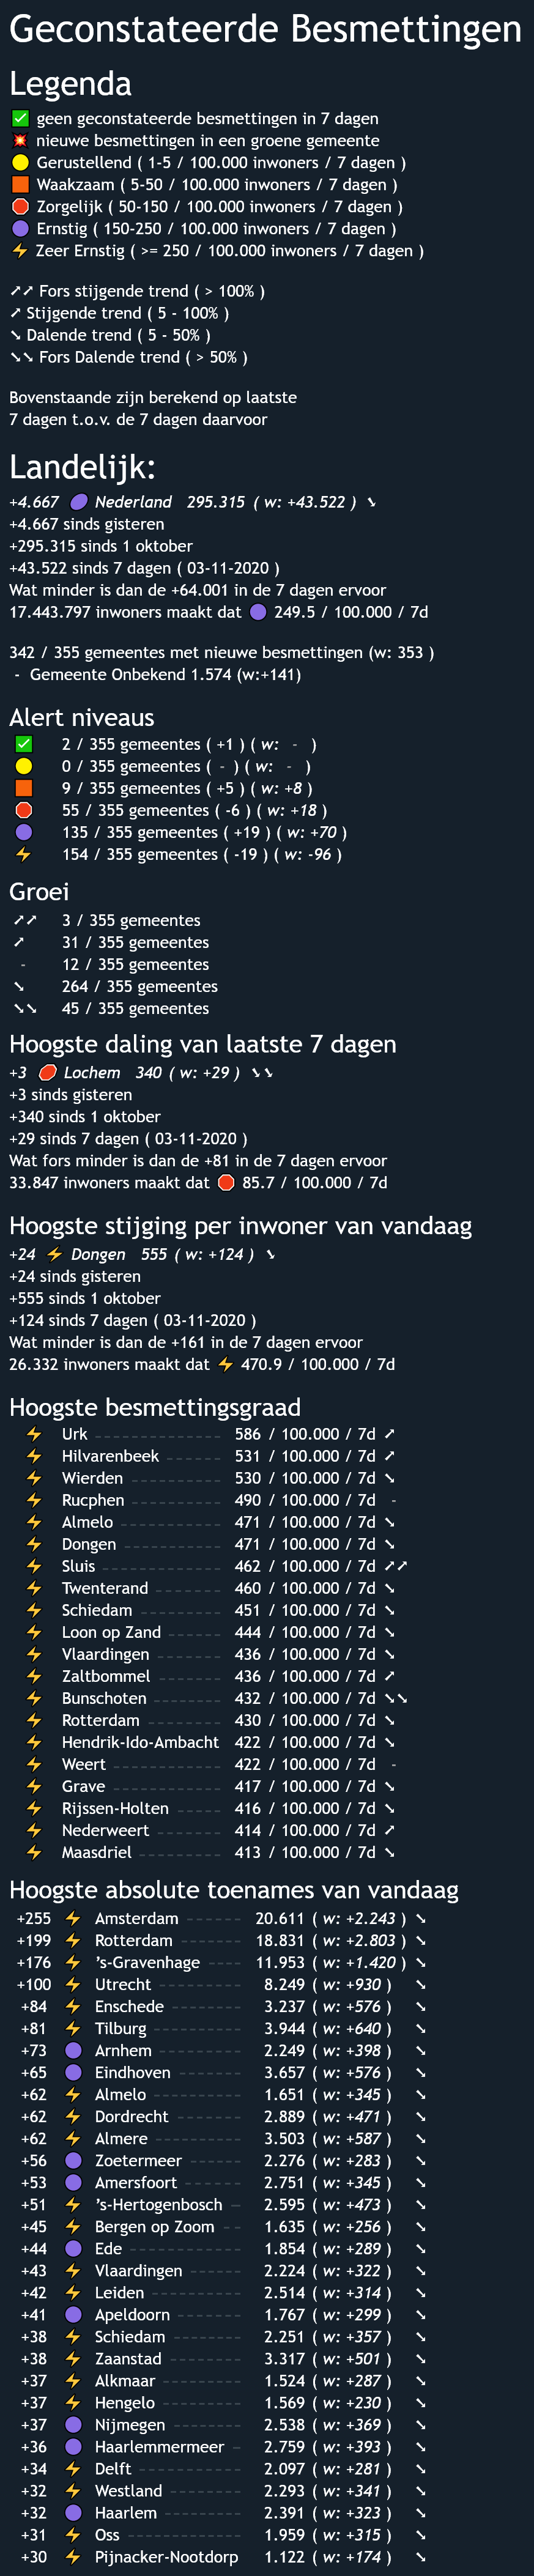 Geconstateerde Besmettingen
Legenda
geen geconstateerde besmettingen in 7 dagen
nieuwe besmettingen in een groene gemeente
Gerustellend ( 1-5 / 100.000 inwoners / 7 dagen )
Waakzaam ( 5-50 / 100.000 inwoners / 7 dagen )
Zorgelijk ( 50-150 / 100.000 inwoners / 7 dagen )
Ernstig ( 150-250 / 100.000 inwoners / 7 dagen )
Zeer Ernstig ( >= 250 / 100.000 inwoners / 7 dagen )
↗↗ Fors stijgende trend ( > 100% )
↗ Stijgende trend ( 5 - 100% )
↘ Dalende trend ( 5 - 50% )
↘↘ Fors Dalende trend ( > 50% )
Bovenstaande zijn berekend op laatste
7 dagen t.o.v. de 7 dagen daarvoor
Landelijk:
+4.667 Nederland 295.315 ( w: +43.522 ) ↘
+4.667 sinds gisteren
+295.315 sinds 1 oktober
+43.522 sinds 7 dagen ( 03-11-2020 )
Wat minder is dan de +64.001 in de 7 dagen ervoor
17.443.797 inwoners maakt dat 249.5 / 100.000 / 7d
342 / 355 gemeentes met nieuwe besmettingen (w: 353 )
- Gemeente Onbekend 1.574 (w:+141)
Alert niveaus
2 / 355 gemeentes ( +1 ) ( w: - )
0 / 355 gemeentes ( - ) ( w: - )
9 / 355 gemeentes ( +5 ) ( w: +8 )
55 / 355 gemeentes ( -6 ) ( w: +18 )
135 / 355 gemeentes ( +19 ) ( w: +70 )
154 / 355 gemeentes ( -19 ) ( w: -96 )
Groei
↗↗ 3 / 355 gemeentes
↗ 31 / 355 gemeentes
- 12 / 355 gemeentes
↘ 264 / 355 gemeentes
↘↘ 45 / 355 gemeentes
Hoogste daling van laatste 7 dagen
+3 Lochem 340 ( w: +29 ) ↘↘
+3 sinds gisteren
+340 sinds 1 oktober
+29 sinds 7 dagen ( 03-11-2020 )
Wat fors minder is dan de +81 in de 7 dagen ervoor
33.847 inwoners maakt dat 85.7 / 100.000 / 7d
Hoogste stijging per inwoner van vandaag
+24 Dongen 555 ( w: +124 ) ↘
+24 sinds gisteren
+555 sinds 1 oktober
+124 sinds 7 dagen ( 03-11-2020 )
Wat minder is dan de +161 in de 7 dagen ervoor
26.332 inwoners maakt dat 470.9 / 100.000 / 7d
Hoogste besmettingsgraad
Urk 586 / 100.000 / 7d ↗
Hilvarenbeek 531 / 100.000 / 7d ↗
Wierden 530 / 100.000 / 7d ↘
Rucphen 490 / 100.000 / 7d -
Almelo 471 / 100.000 / 7d ↘
Dongen 471 / 100.000 / 7d ↘
Sluis 462 / 100.000 / 7d ↗↗
Twenterand 460 / 100.000 / 7d ↘
Schiedam 451 / 100.000 / 7d ↘
Loon op Zand 444 / 100.000 / 7d ↘
Vlaardingen 436 / 100.000 / 7d ↘
Zaltbommel 436 / 100.000 / 7d ↗
Bunschoten 432 / 100.000 / 7d ↘↘
Rotterdam 430 / 100.000 / 7d ↘
Hendrik-Ido-Ambacht 422 / 100.000 / 7d ↘
Weert 422 / 100.000 / 7d -
Grave 417 / 100.000 / 7d ↘
Rijssen-Holten 416 / 100.000 / 7d ↘
Nederweert 414 / 100.000 / 7d ↗
Maasdriel 413 / 100.000 / 7d ↘
Hoogste absolute toenames van vandaag
+255 Amsterdam 20.611 ( w: +2.243 ) ↘
+199 Rotterdam 18.831 ( w: +2.803 ) ↘
+176 's-Gravenhage 11.953 ( w: +1.420 ) ↘
+100 Utrecht 8.249 ( w: +930 ) ↘
+84 Enschede 3.237 ( w: +576 ) ↘
+81 Tilburg 3.944 ( w: +640 ) ↘
+73 Arnhem 2.249 ( w: +398 ) ↘
+65 Eindhoven 3.657 ( w: +576 ) ↘
+62 Almelo 1.651 ( w: +345 ) ↘
+62 Dordrecht 2.889 ( w: +471 ) ↘
+62 Almere 3.503 ( w: +587 ) ↘
+56 Zoetermeer 2.276 ( w: +283 ) ↘
+53 Amersfoort 2.751 ( w: +345 ) ↘
+51 's-Hertogenbosch 2.595 ( w: +473 ) ↘
+45 Bergen op Zoom 1.635 ( w: +256 ) ↘
+44 Ede 1.854 ( w: +289 ) ↘
+43 Vlaardingen 2.224 ( w: +322 ) ↘
+42 Leiden 2.514 ( w: +314 ) ↘
+41 Apeldoorn 1.767 ( w: +299 ) ↘
+38 Schiedam 2.251 ( w: +357 ) ↘
+38 Zaanstad 3.317 ( w: +501 ) ↘
+37 Alkmaar 1.524 ( w: +287 ) ↘
+37 Hengelo 1.569 ( w: +230 ) ↘
+37 Nijmegen 2.538 ( w: +369 ) ↘
+36 Haarlemmermeer 2.759 ( w: +393 ) ↘
+34 Delft 2.097 ( w: +281 ) ↘
+32 Westland 2.293 ( w: +341 ) ↘
+32 Haarlem 2.391 ( w: +323 ) ↘
+31 Oss 1.959 ( w: +315 ) ↘
+30 Pijnacker-Nootdorp 1.122 ( w: +174 ) ↘